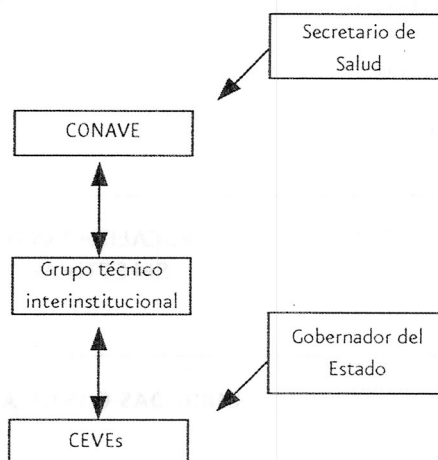 Secretario de
Salud
CONAVE
Grupo técnico
interinstitucional
Gobernador del
Estado
CEVEs